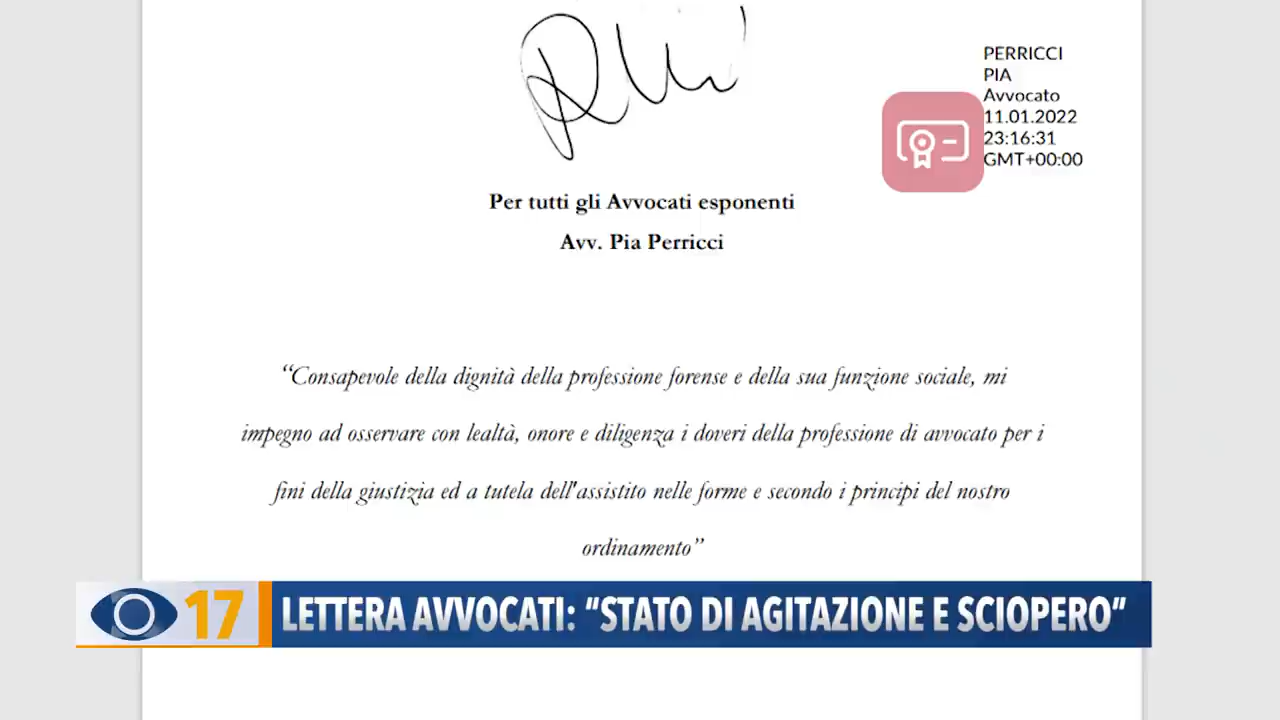 PERRICCI
PIA
Avvocato
11.01.2022
23:16:31
GMT+00:00
Per tutti gli Avvocati esponenti
Avv. Pia Perricci
“Consapevole della dignità della professione forense e della sua funzione sociale, mi
impegno ad osservare con lealtà, onore e diligenza i doveri della professione di avvocato per i
fini della giustizia ed a tutela dell'assistito nelle forme e secondo i principi del nostro
ordinamento”
17
LETTERA AVVOCATI: “STATO DI AGITAZIONE E SCIOPERO”